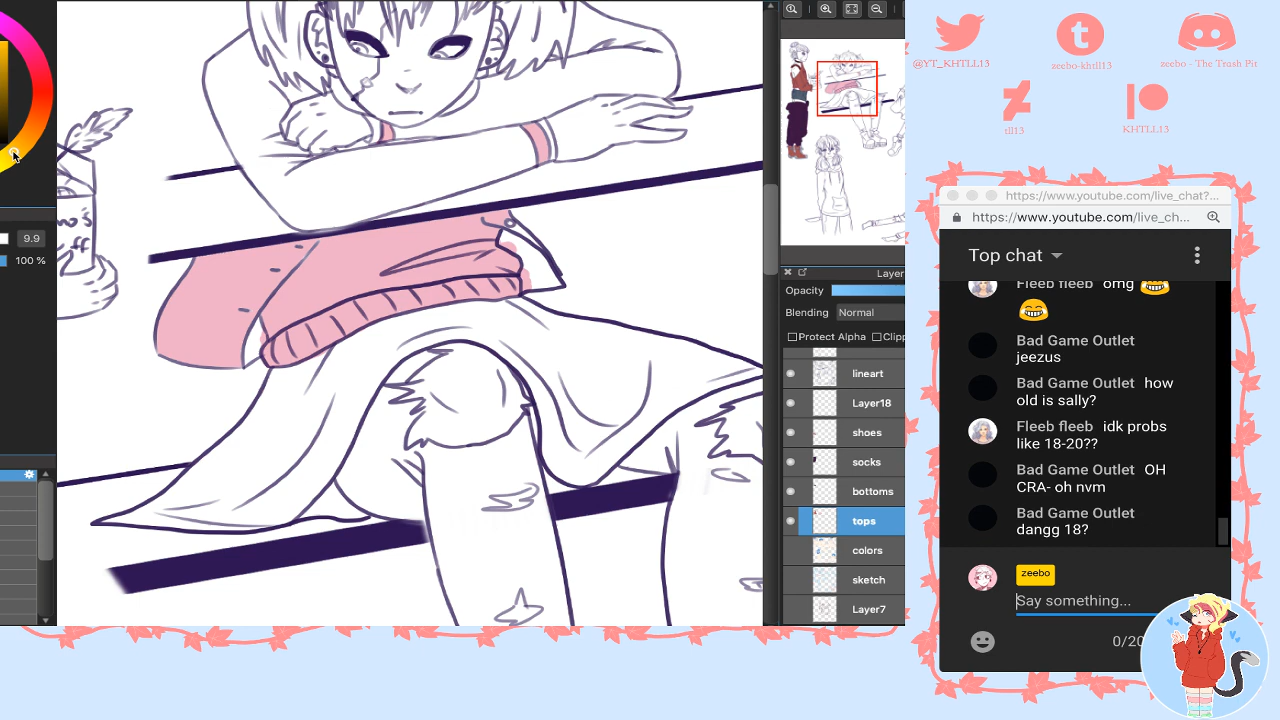 @YT_KHTLL13
zeebo-khtll13
zeebo - The Trash Pit
tll13
KHTLL13
https://www.youtube.com/live_chat?...
https://www.youtube.com/live_ch...
Top chat
Fleeb fleeb omg
Bad Game Outlet
jeezus
Bad Game Outlet how
old is sally?
Fleeb fleeb idk probs
like 18-20??
Bad Game Outlet OH
CRA- oh nvm
Bad Game Outlet
dangg 18?
zeebo
Say something...
0/20
9.9
100 %
Layer
Opacity
Blending Normal
Protect Alpha Clipp
lineart
Layer18
shoes
socks
bottoms
tops
colors
sketch
Layer7